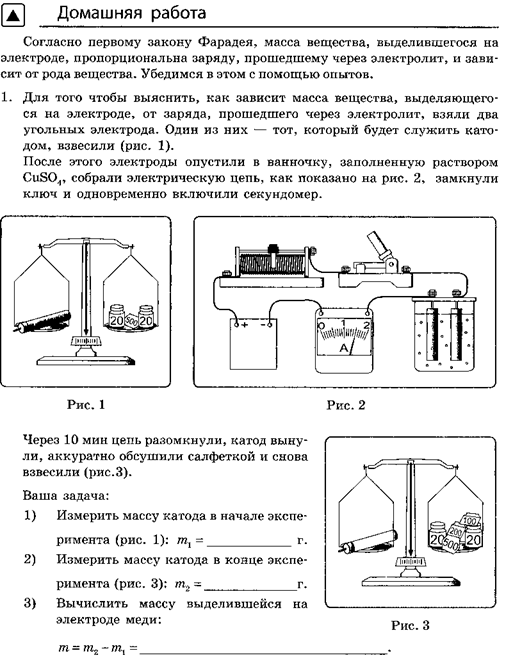 Домашняя работа
Согласно первому закону Фарадея, масса вещества, выделившегося на
электроде, пропорциональна заряду, прошедшему через электролит, и зави-
сит от рода вещества. Убедимся в этом с помощью опытов.
1. Для того чтобы выяснить, как зависит масса вещества, выделяющего-
ся на электроде, от заряда, прошедшего через электролит, взяли два
угольных электрода. Один из них — тот, который будет служить като-
дом, взвесили (рис. 1).
После этого электроды опустили в ванночку, заполненную раствором
CuSO₄, собрали электрическую цепь, как показано на рис. 2, замкнули
ключ и одновременно включили секундомер.
20 500 20
+ -
0 1 2
A
Рис. 1
Рис. 2
Через 10 мин цепь разомкнули, катод выну-
ли, аккуратно обсушили салфеткой и снова
взвесили (рис.3).
Ваша задача:
1) Измерить массу катода в начале экспе-
римента (рис. 1): m₁ = ____________ г.
2) Измерить массу катода в конце экспе-
римента (рис. 3): m₂ = ____________ г.
3) Вычислить массу выделившейся на
электроде меди:
m = m₂ – m₁ = ______________________________.
20 500 20
Рис. 3